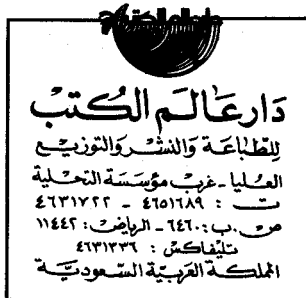 دار عالم الكتب
للطباعة والنشر والتوزيع
العليا - غرب مؤسسة التحلية
ت : ٤٦٥١٦٨٩ - ٤٦٣١٧٢٢
ص.ب : ٦٤٦٠ - الرياض : ١١٤٤٢
تليفاكس : ٤٦٣١٣٣٦
المملكة العربية السعودية